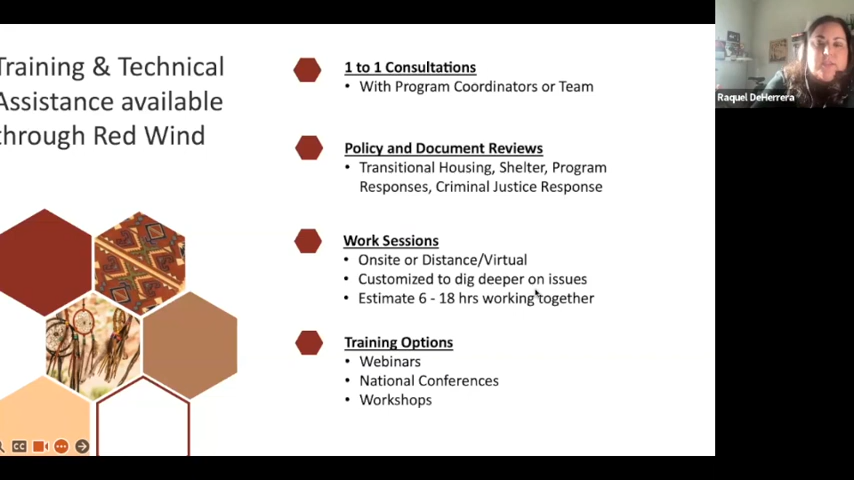 Training & Technical
Assistance available
through Red Wind
1 to 1 Consultations
• With Program Coordinators or Team
Policy and Document Reviews
• Transitional Housing, Shelter, Program
Responses, Criminal Justice Response
Work Sessions
• Onsite or Distance/Virtual
• Customized to dig deeper on issues
• Estimate 6 - 18 hrs working together
Training Options
• Webinars
• National Conferences
• Workshops
Raquel DeHerrera
CC